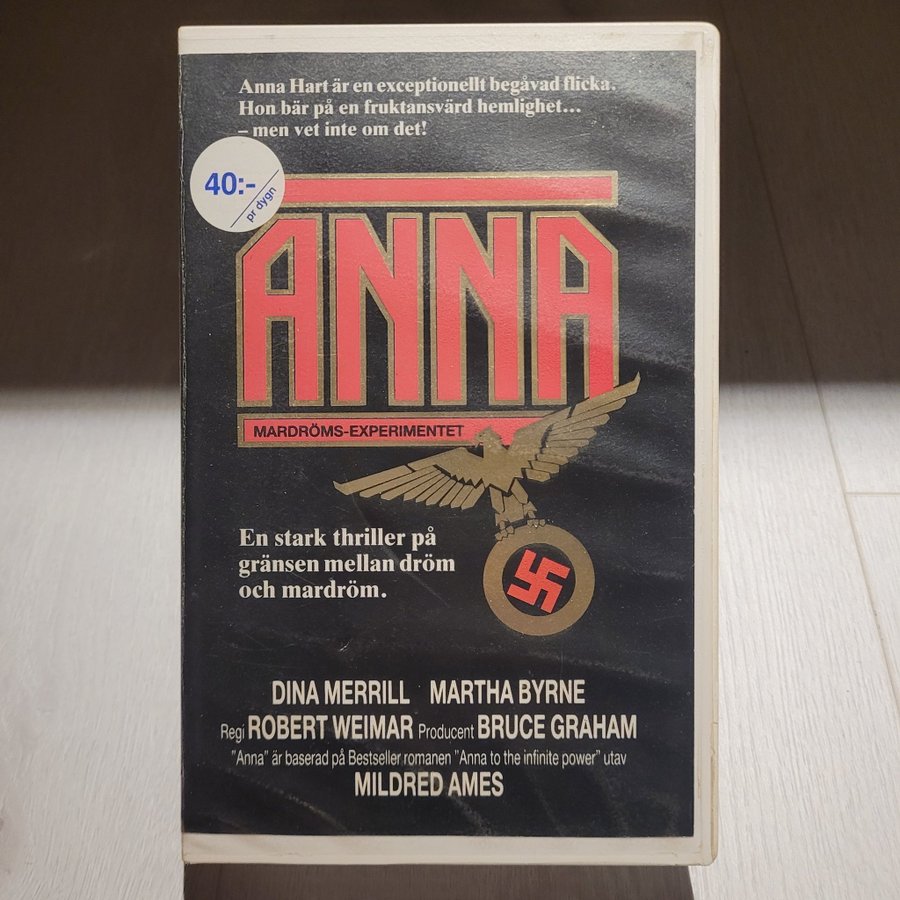 Anna Hart är en exceptionellt begåvad flicka.
Hon bär på en fruktansvärd hemlighet...
– men vet inte om det!
40:-
pr dygn
ANNA
MARDRÖMS-EXPERIMENTET
En stark thriller på
gränsen mellan dröm
och mardröm.
DINA MERRILL MARTHA BYRNE
Regi ROBERT WEIMAR Producent BRUCE GRAHAM
"Anna" är baserad på Bestseller romanen "Anna to the infinite power" utav
MILDRED AMES